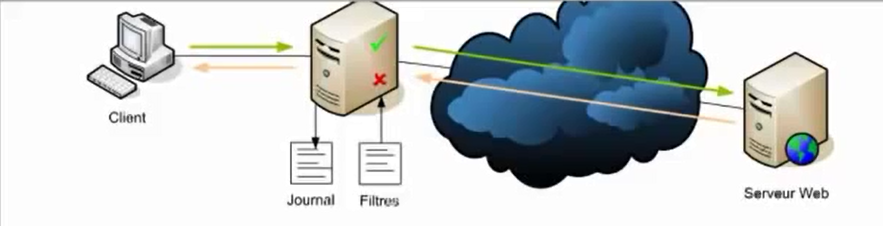 Client
Journal
Filtres
Serveur Web